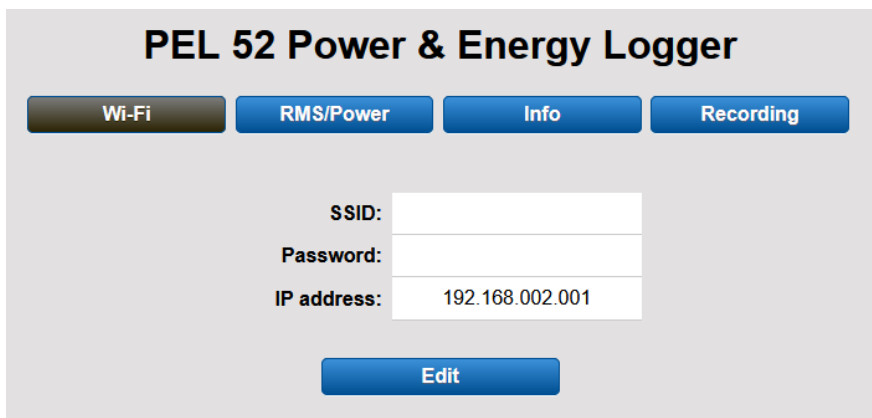 PEL 52 Power & Energy Logger
Wi-Fi RMS/Power Info Recording
SSID:
Password:
IP address: 192.168.002.001
Edit